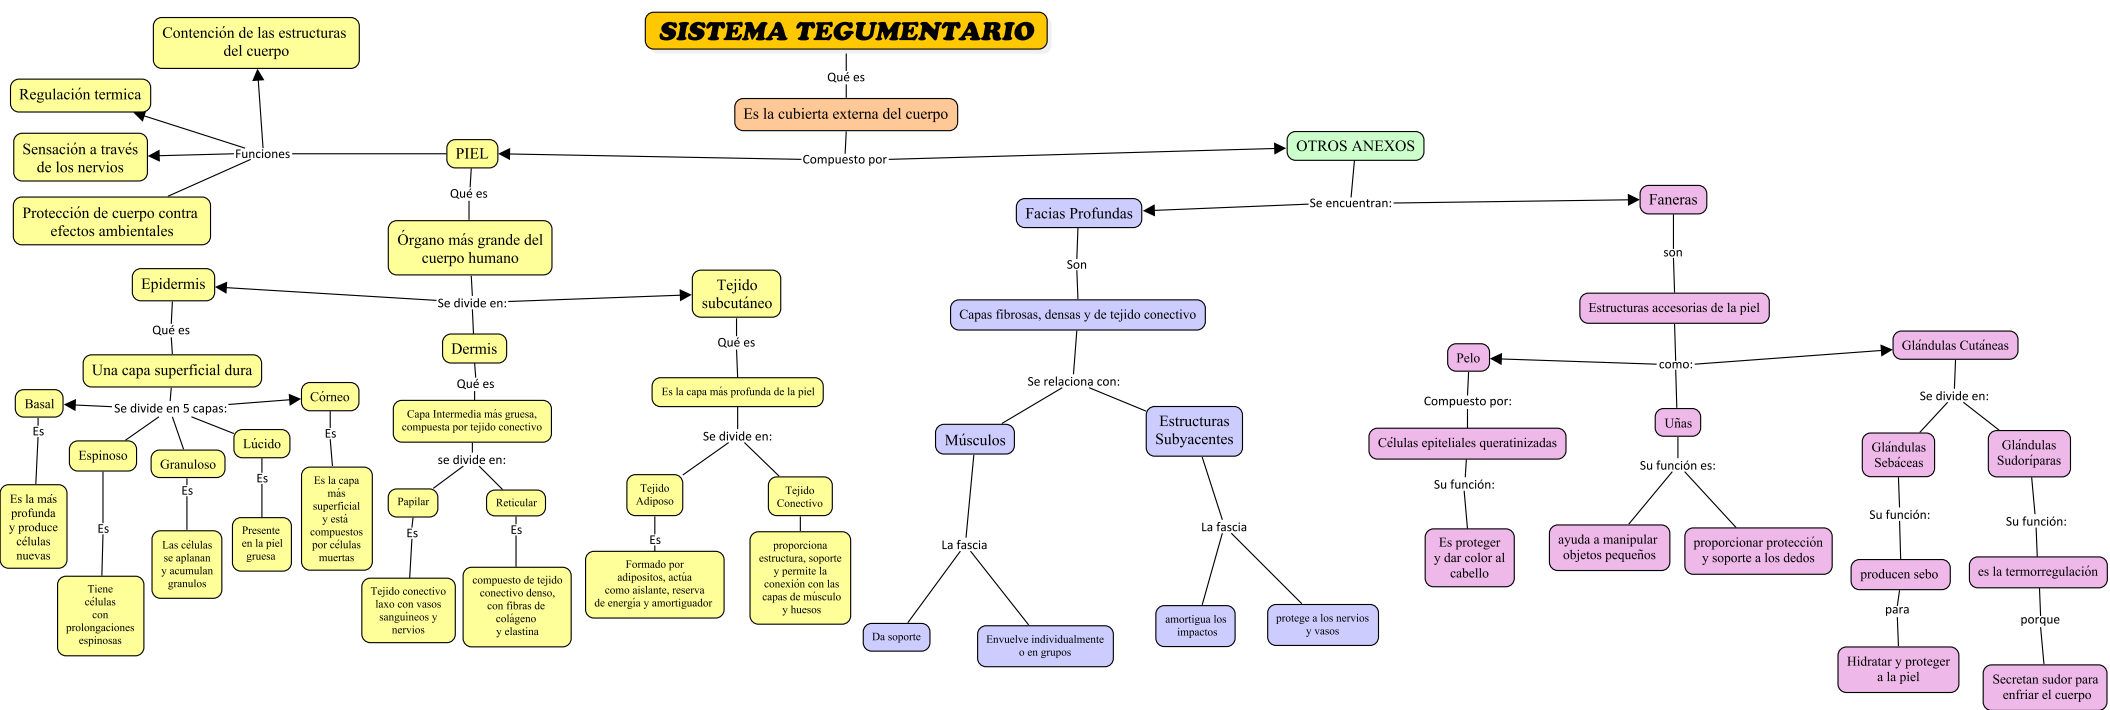 SISTEMA TEGUMENTARIO
Qué es
Es la cubierta externa del cuerpo
Compuesto por
PIEL
Funciones
Contención de las estructuras
del cuerpo
Regulación termica
Sensación a través
de los nervios
Protección de cuerpo contra
efectos ambientales
Qué es
Órgano más grande del
cuerpo humano
Se divide en:
Epidermis
Qué es
Una capa superficial dura
Se divide en 5 capas:
Basal
Es
Es la más
profunda
y produce
células
nuevas
Espinoso
Es
Tiene
células
con
prolongaciones
espinosas
Granuloso
Es
Las células
se aplanan
y acumulan
granulos
Lúcido
Es
Presente
en la piel
gruesa
Córneo
Es
Es la capa
más
superficial
y está
compuestos
por células
muertas
Dermis
Qué es
Capa Intermedia más gruesa,
compuesta por tejido conectivo
se divide en:
Papilar
Es
Tejido conectivo
laxo con vasos
sanguineos y
nervios
Reticular
Es
compuesto de tejido
conectivo denso,
con fibras de
colágeno
y elastina
Tejido
subcutáneo
Qué es
Es la capa más profunda de la piel
Se divide en:
Tejido
Adiposo
Es
Formado por
adipositos, actúa
como aislante, reserva
de energía y amortiguador
Tejido
Conectivo
proporciona
estructura, soporte
y permite la
conexión con las
capas de músculo
y huesos
OTROS ANEXOS
Se encuentran:
Facias Profundas
Son
Capas fibrosas, densas y de tejido conectivo
Se relaciona con:
Músculos
La fascia
Da soporte
Envuelve individualmente
o en grupos
Estructuras
Subyacentes
La fascia
amortigua los
impactos
protege a los nervios
y vasos
Faneras
son
Estructuras accesorias de la piel
como:
Pelo
Compuesto por:
Células epiteliales queratinizadas
Su función:
Es proteger
y dar color al
cabello
Uñas
Su función es:
ayuda a manipular
objetos pequeños
proporcionar protección
y soporte a los dedos
Glándulas Cutáneas
Se divide en:
Glándulas
Sebáceas
Su función:
producen sebo
para
Hidratar y proteger
a la piel
Glándulas
Sudoríparas
Su función:
es la termorregulación
porque
Secretan sudor para
enfriar el cuerpo